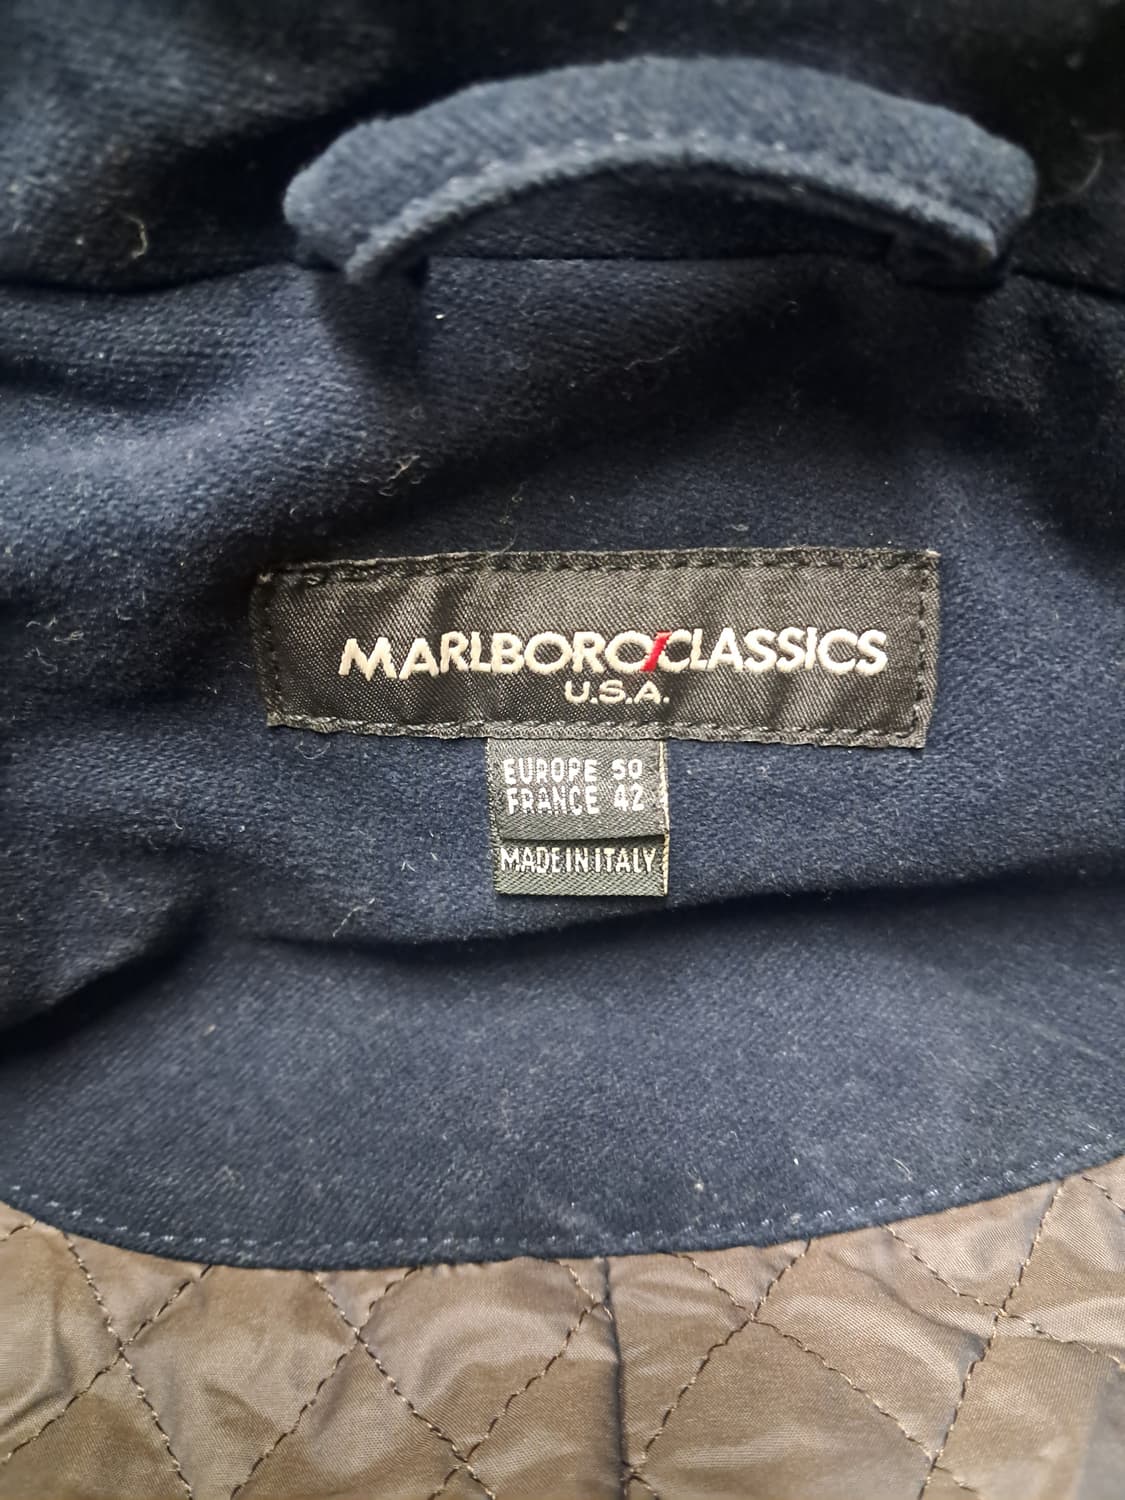 MARLBORO/CLASSICS
U.S.A.
EUROPE 50
FRANCE 42
MADE IN ITALY